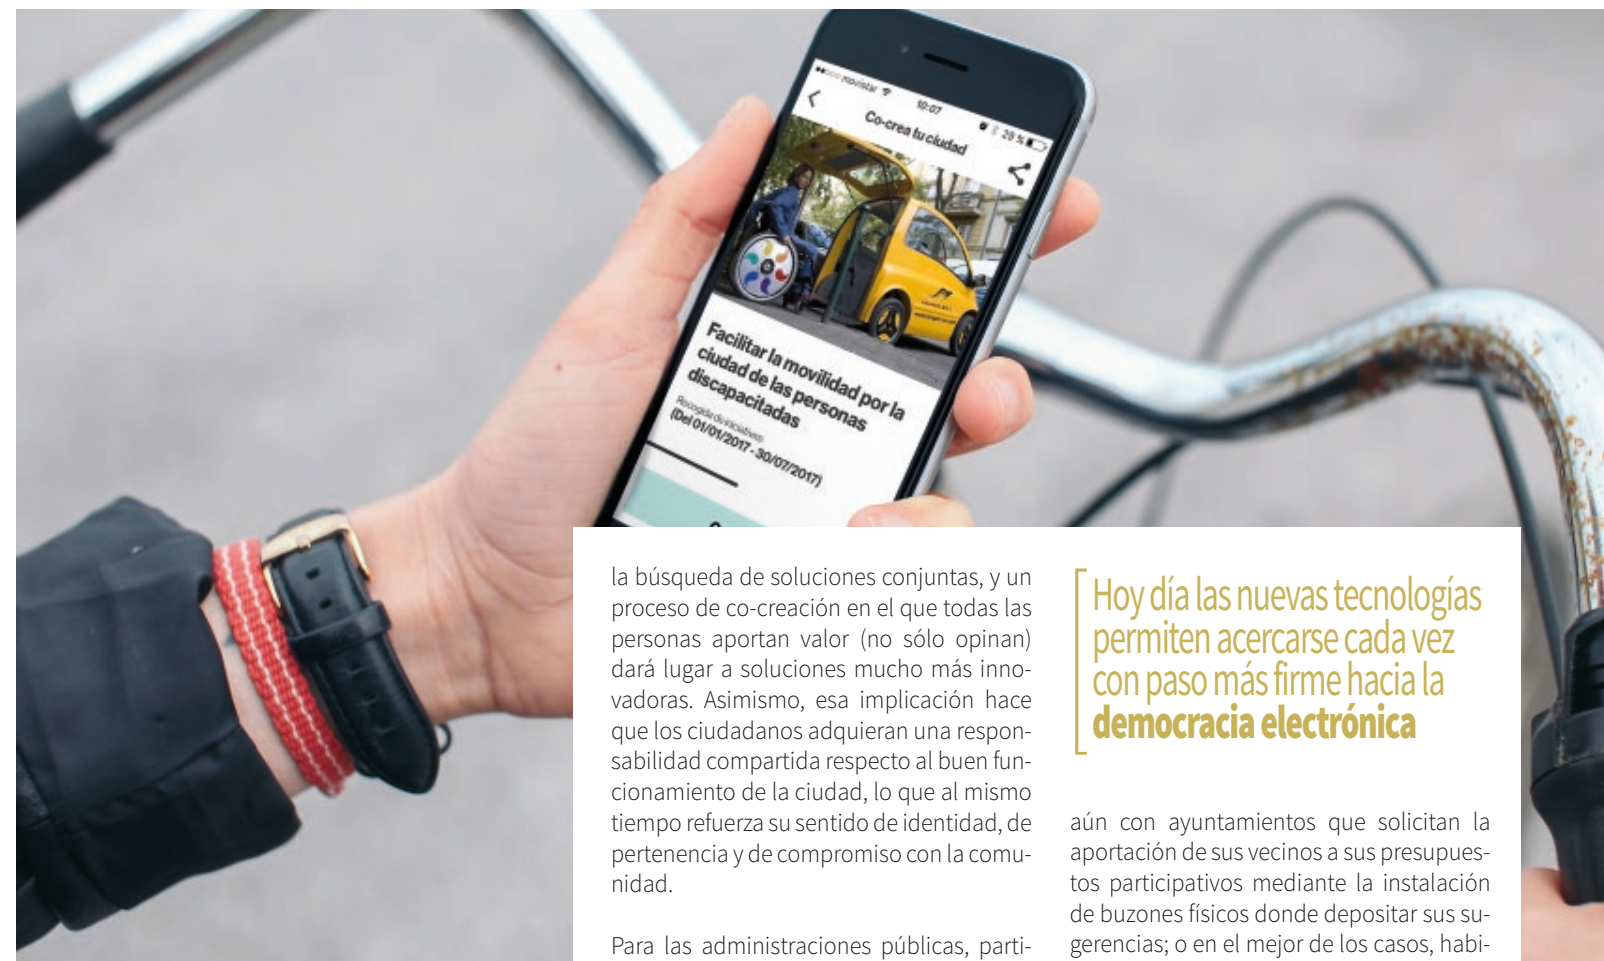 movistar
10:07
29 %
Co-crea tu ciudad
Facilitar la movilidad por la
ciudad de las personas
discapacitadas
Recogida de iniciativas
(Del 01/01/2017 - 30/07/2017)
la búsqueda de soluciones conjuntas, y un
proceso de co-creación en el que todas las
personas aportan valor (no sólo opinan)
dará lugar a soluciones mucho más inno-
vadoras. Asimismo, esa implicación hace
que los ciudadanos adquieran una respon-
sabilidad compartida respecto al buen fun-
cionamiento de la ciudad, lo que al mismo
tiempo refuerza su sentido de identidad, de
pertenencia y de compromiso con la comu-
nidad.
Para las administraciones públicas, parti-
Hoy día las nuevas tecnologías
permiten acercarse cada vez
con paso más firme hacia la
democracia electrónica
aún con ayuntamientos que solicitan la
aportación de sus vecinos a sus presupues-
tos participativos mediante la instalación
de buzones físicos donde depositar sus su-
gerencias; o en el mejor de los casos, habi-